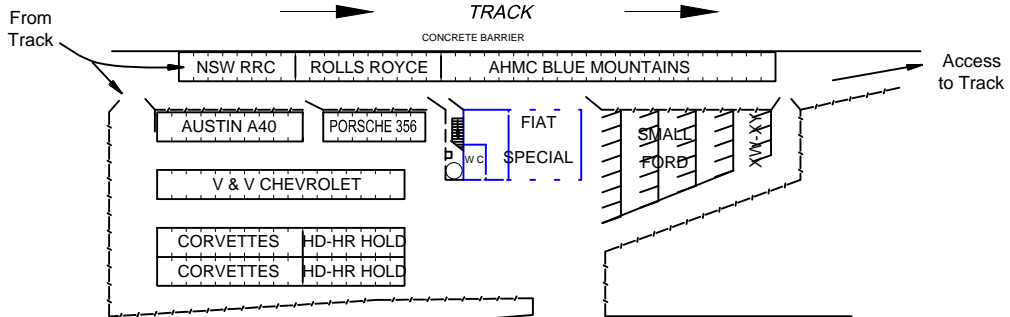 TRACK
From
Track
CONCRETE BARRIER
NSW RRC
ROLLS ROYCE
AHMC BLUE MOUNTAINS
Access
to Track
AUSTIN A40
PORSCHE 356
FIAT
SPECIAL
W C
SMALL
FORD
XW-XY
V & V CHEVROLET
CORVETTES
HD-HR HOLD
CORVETTES
HD-HR HOLD